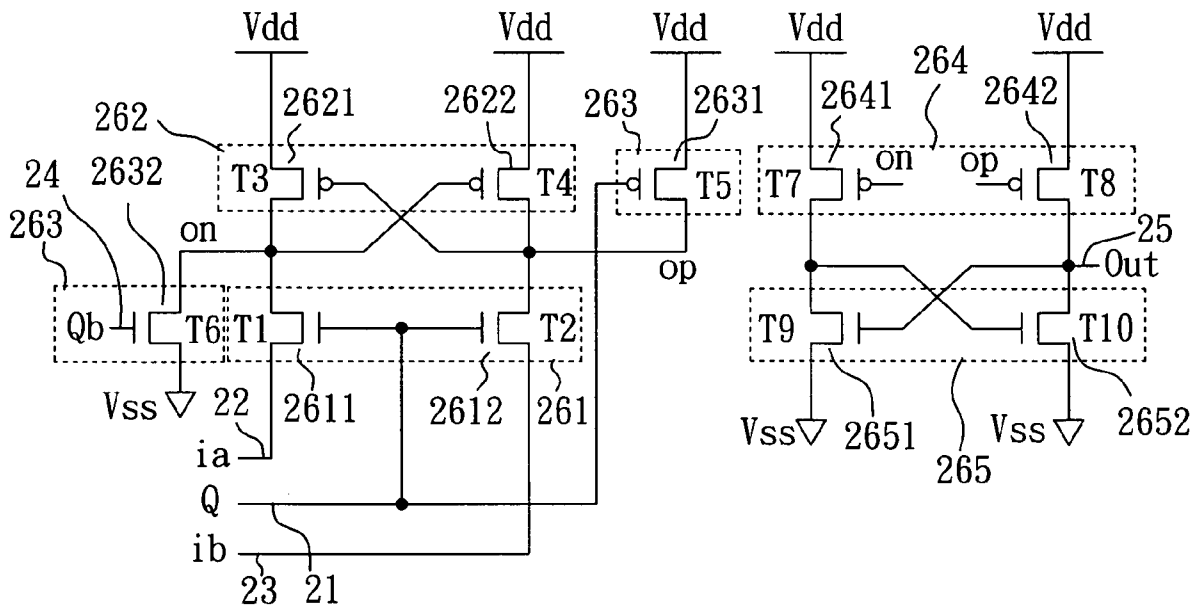 Vdd Vdd Vdd Vdd Vdd
262 2621 2622 263 2631 2641 264 2642
24 2632 T3 T4 T5 T7 on op T8
263 on op 25
Out
Qb T6 T1 T2 T9 T10
Vss 22 2611 2612 261 Vss 2651 265 Vss 2652
ia
Q
ib 23 21